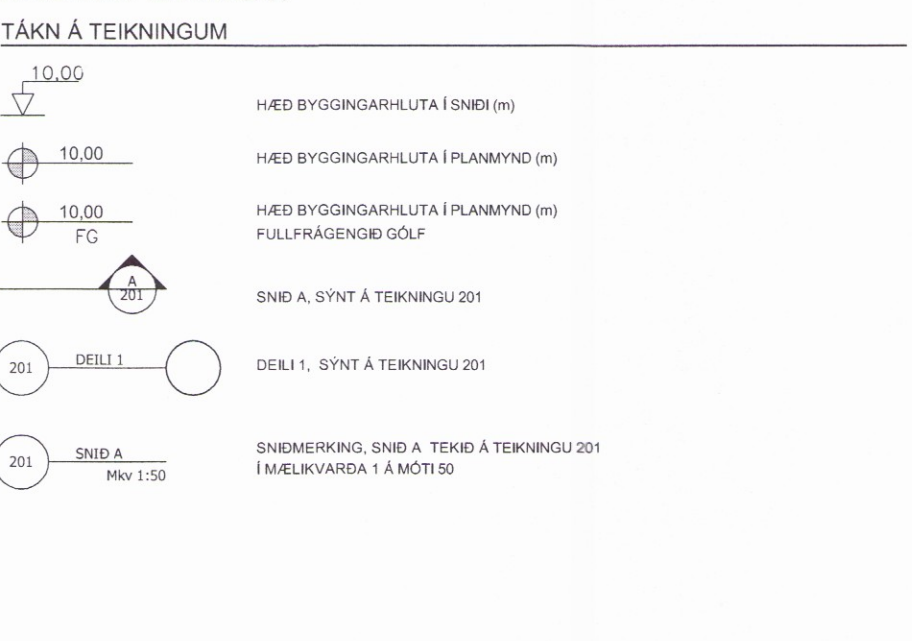 TÁKN Á TEIKNINGUM
10,00
HÆÐ BYGGINGARHLUTA Í SNIÐI (m)
10,00
HÆÐ BYGGINGARHLUTA Í PLANMYND (m)
10,00
FG
HÆÐ BYGGINGARHLUTA Í PLANMYND (m)
FULLFRÁGENGIÐ GÓLF
A
201
SNIÐ A, SÝNT Á TEIKNINGU 201
201
DEILI 1
DEILI 1, SÝNT Á TEIKNINGU 201
201
SNIÐ A
Mkv 1:50
SNIÐMERKING, SNIÐ A TEKIÐ Á TEIKNINGU 201
Í MÆLIKVARÐA 1 Á MÓTI 50